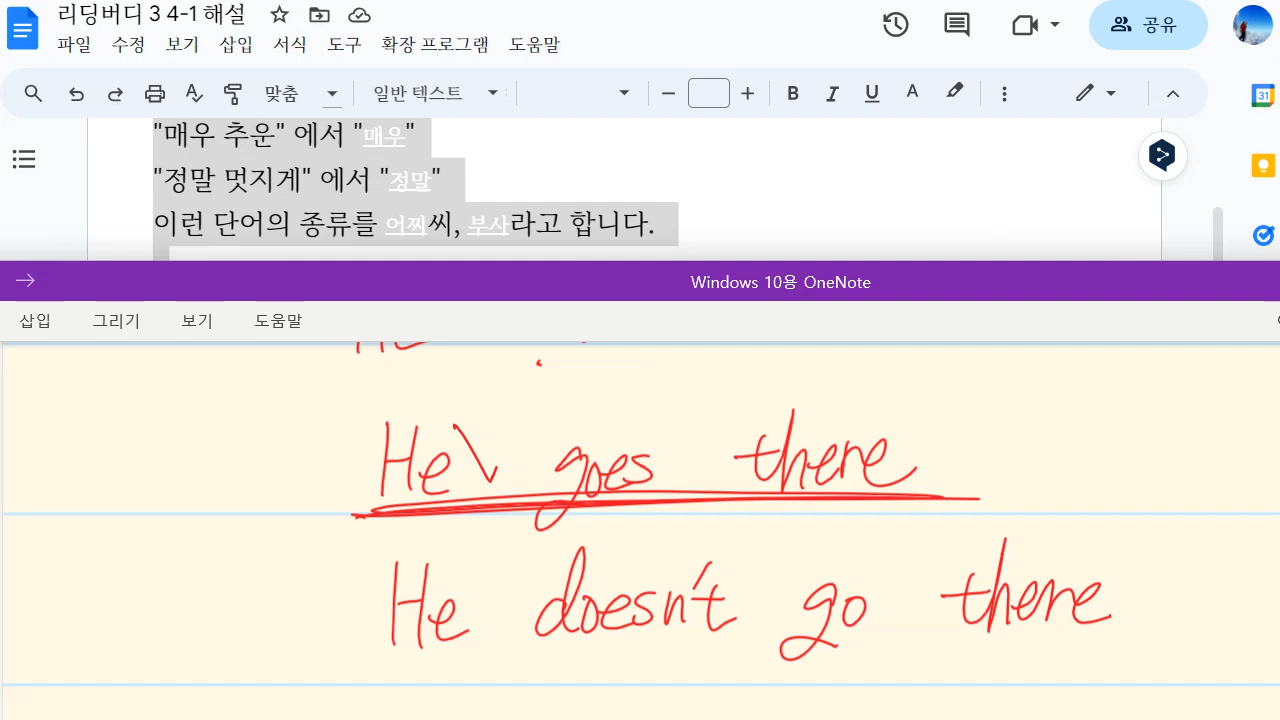 리딩버디 3 4-1 해설
공유
파일 수정 보기 삽입 서식 도구 확장 프로그램 도움말
맞춤 일반 텍스트 B I U A
31
"매우 추운" 에서 "매우"
"정말 멋지게" 에서 "정말"
이런 단어의 종류를 어찌씨, 부사라고 합니다.
Windows 10용 OneNote
삽입 그리기 보기 도움말
He goes there
He doesn't go there